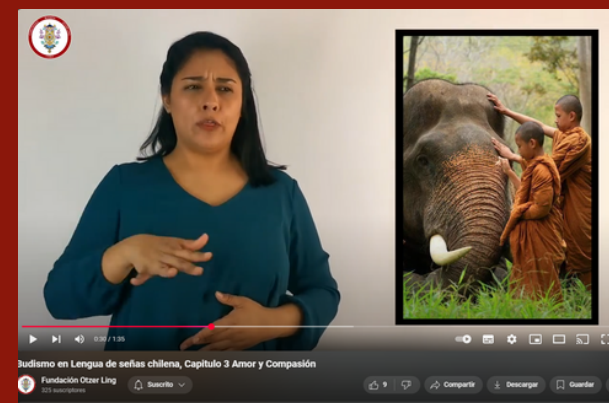 0:30 / 1:35
Budismo en Lengua de señas chilena, Capitulo 3 Amor y Compasión
Fundación Otzer Ling
Suscrito
325 suscriptores
9
Compartir
Descargar
Guardar